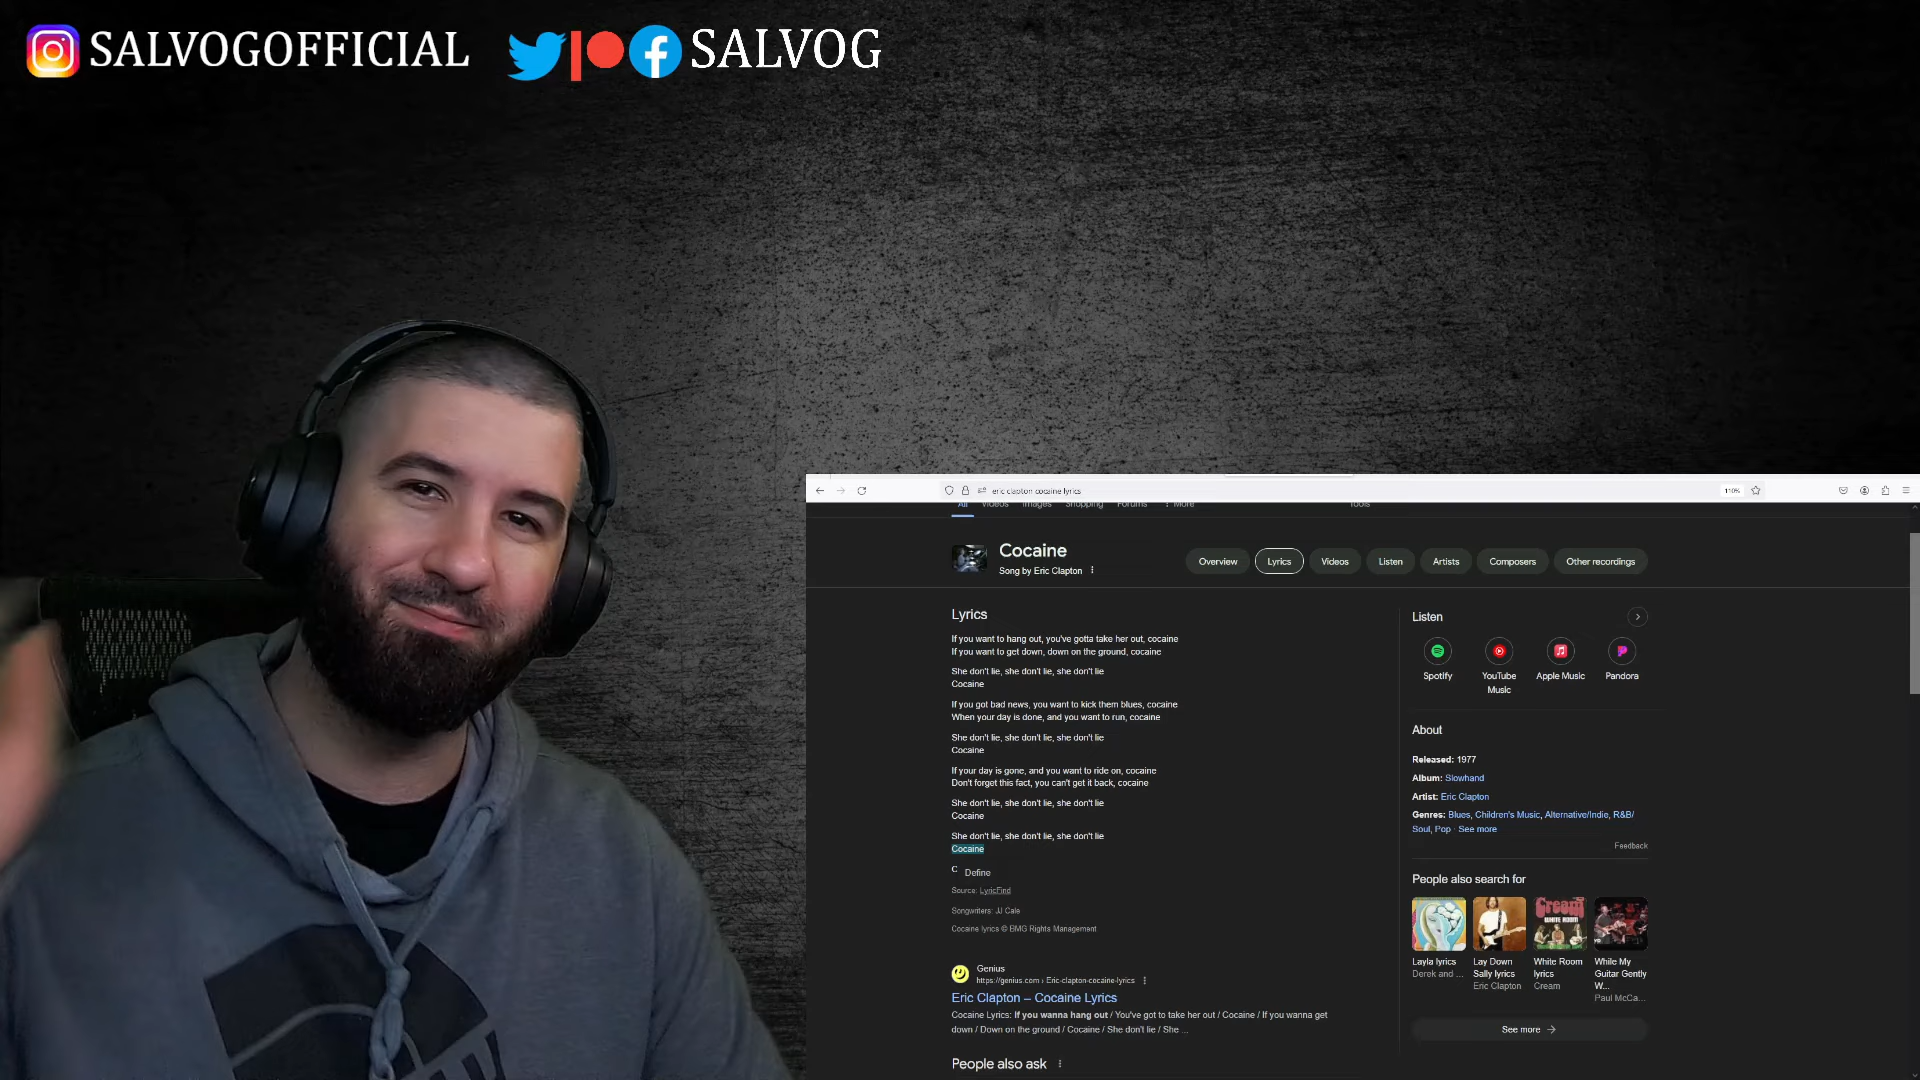 SALVOGOFFICIAL SALVOG
eric clapton cocaine lyrics 110%
All Videos Images Shopping Forums More Tools
Cocaine
Song by Eric Clapton
Overview Lyrics Videos Listen Artists Composers Other recordings
Lyrics
If you want to hang out, you've gotta take her out, cocaine
If you want to get down, down on the ground, cocaine
She don't lie, she don't lie, she don't lie
Cocaine
If you got bad news, you want to kick them blues, cocaine
When your day is done, and you want to run, cocaine
She don't lie, she don't lie, she don't lie
Cocaine
If your day is gone, and you want to ride on, cocaine
Don't forget this fact, you can't get it back, cocaine
She don't lie, she don't lie, she don't lie
Cocaine
She don't lie, she don't lie, she don't lie
Cocaine
C Define
Source: LyricFind
Songwriters: JJ Cale
Cocaine lyrics © BMG Rights Management
Genius
https://genius.com › Eric-clapton-cocaine-lyrics
Eric Clapton – Cocaine Lyrics
Cocaine Lyrics: If you wanna hang out / You've got to take her out / Cocaine / If you wanna get
down / Down on the ground / Cocaine / She don't lie / She ...
People also ask
Listen
Spotify YouTube Music Apple Music Pandora
About
Released: 1977
Album: Slowhand
Artist: Eric Clapton
Genres: Blues, Children's Music, Alternative/Indie, R&B/
Soul, Pop · See more
Feedback
People also search for
CREAM
WHITE ROOM
Layla lyrics
Derek and ...
Lay Down
Sally lyrics
Eric Clapton
White Room
lyrics
Cream
While My
Guitar Gently
W...
Paul McCa...
See more